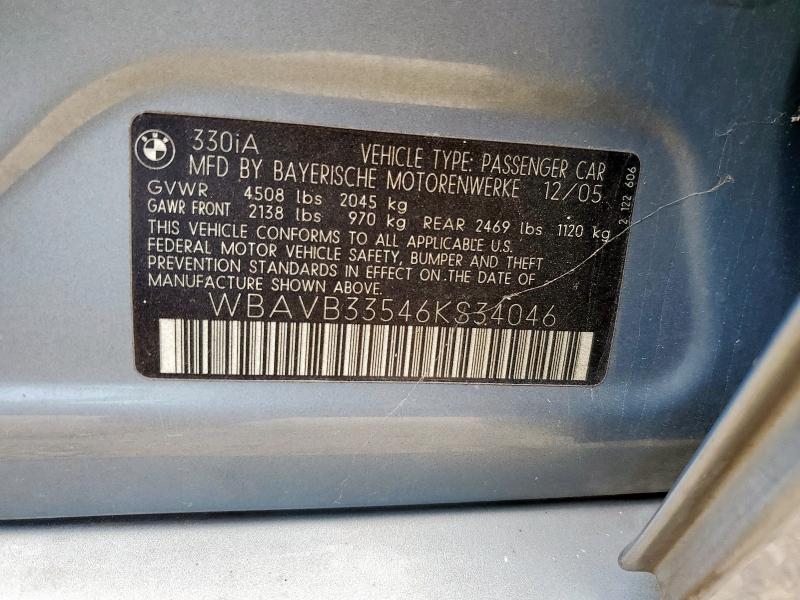 BMW
330iA
VEHICLE TYPE: PASSENGER CAR
MFD BY BAYERISCHE MOTORENWERKE 12/05
GVWR. 4508 lbs 2045 kg
GAWR FRONT 2138 lbs 970 kg REAR 2469 lbs 1120 kg
THIS VEHICLE CONFORMS TO ALL APPLICABLE U.S.
FEDERAL MOTOR VEHICLE SAFETY, BUMPER AND THEFT
PREVENTION STANDARDS IN EFFECT ON .THE DATE OF
MANUFACTURE SHOWN ABOVE.
WBAVB33546KS34046
2 122 606